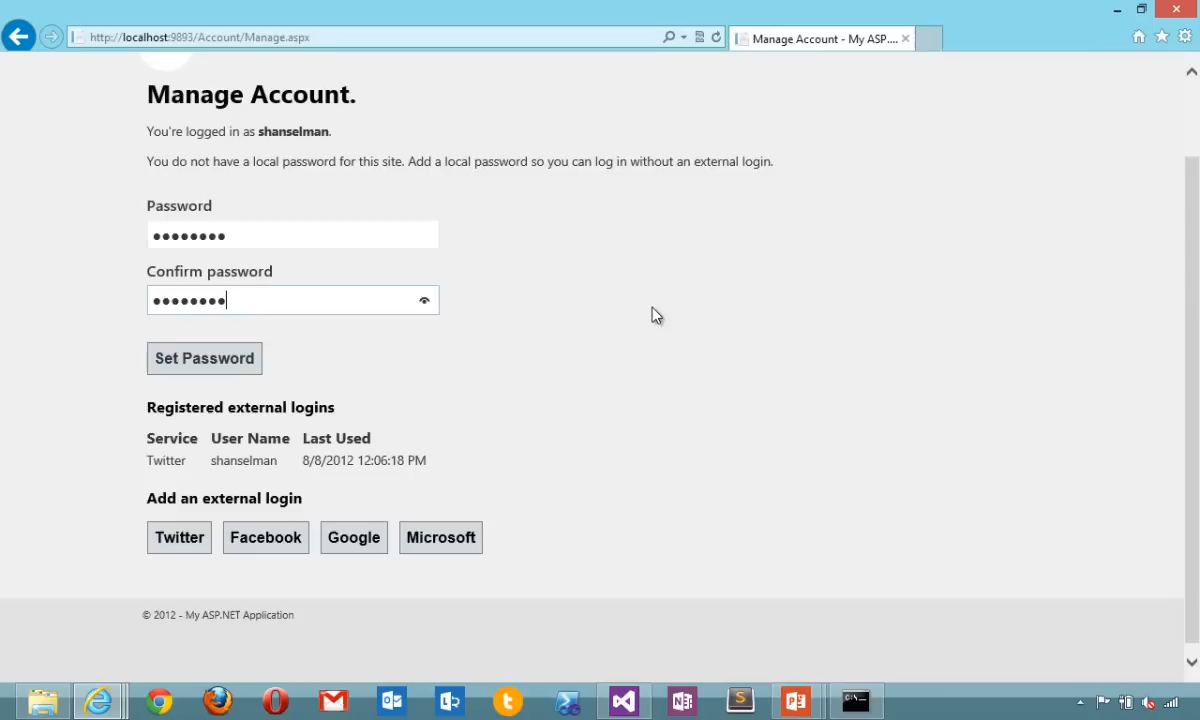 http://localhost:9893/Account/Manage.aspx
Manage Account - My ASP....
Manage Account.
You're logged in as shanselman.
You do not have a local password for this site. Add a local password so you can log in without an external login.
Password
Confirm password
Set Password
Registered external logins
Service User Name Last Used
Twitter shanselman 8/8/2012 12:06:18 PM
Add an external login
Twitter Facebook Google Microsoft
© 2012 - My ASP.NET Application